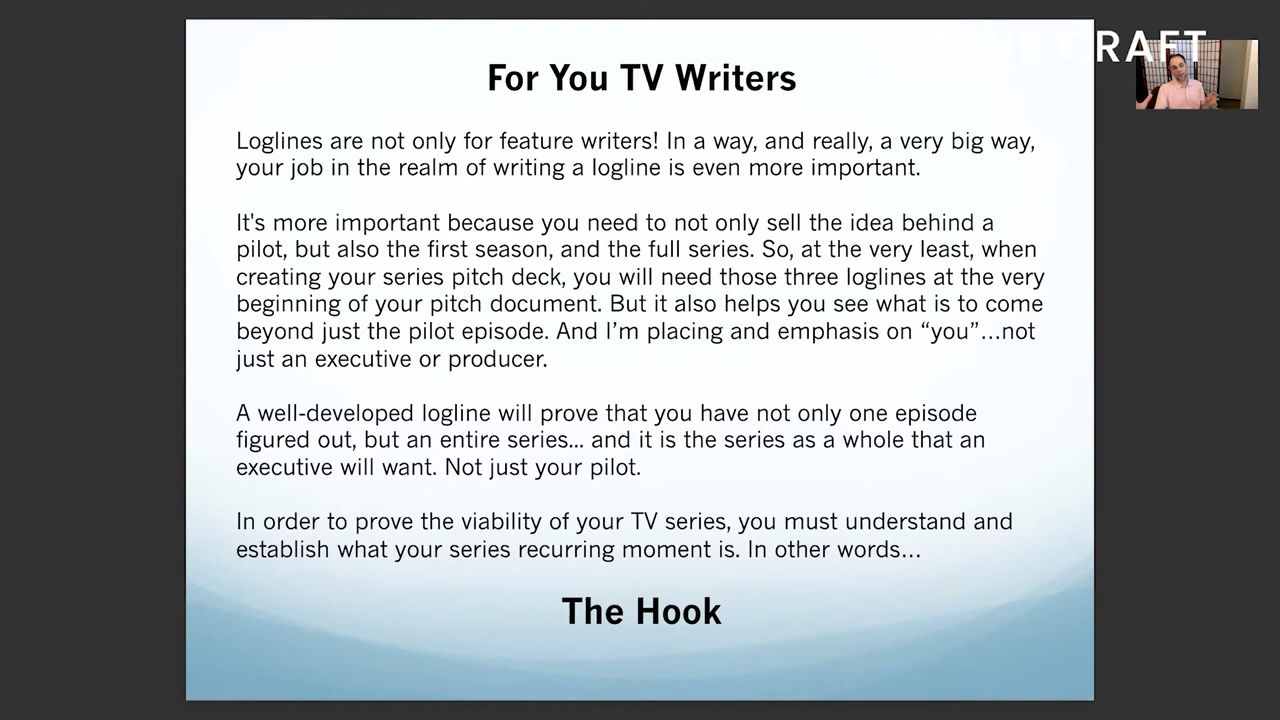 For You TV Writers
Loglines are not only for feature writers! In a way, and really, a very big way,
your job in the realm of writing a logline is even more important.
It's more important because you need to not only sell the idea behind a
pilot, but also the first season, and the full series. So, at the very least, when
creating your series pitch deck, you will need those three loglines at the very
beginning of your pitch document. But it also helps you see what is to come
beyond just the pilot episode. And I’m placing and emphasis on “you”...not
just an executive or producer.
A well-developed logline will prove that you have not only one episode
figured out, but an entire series... and it is the series as a whole that an
executive will want. Not just your pilot.
In order to prove the viability of your TV series, you must understand and
establish what your series recurring moment is. In other words...
The Hook